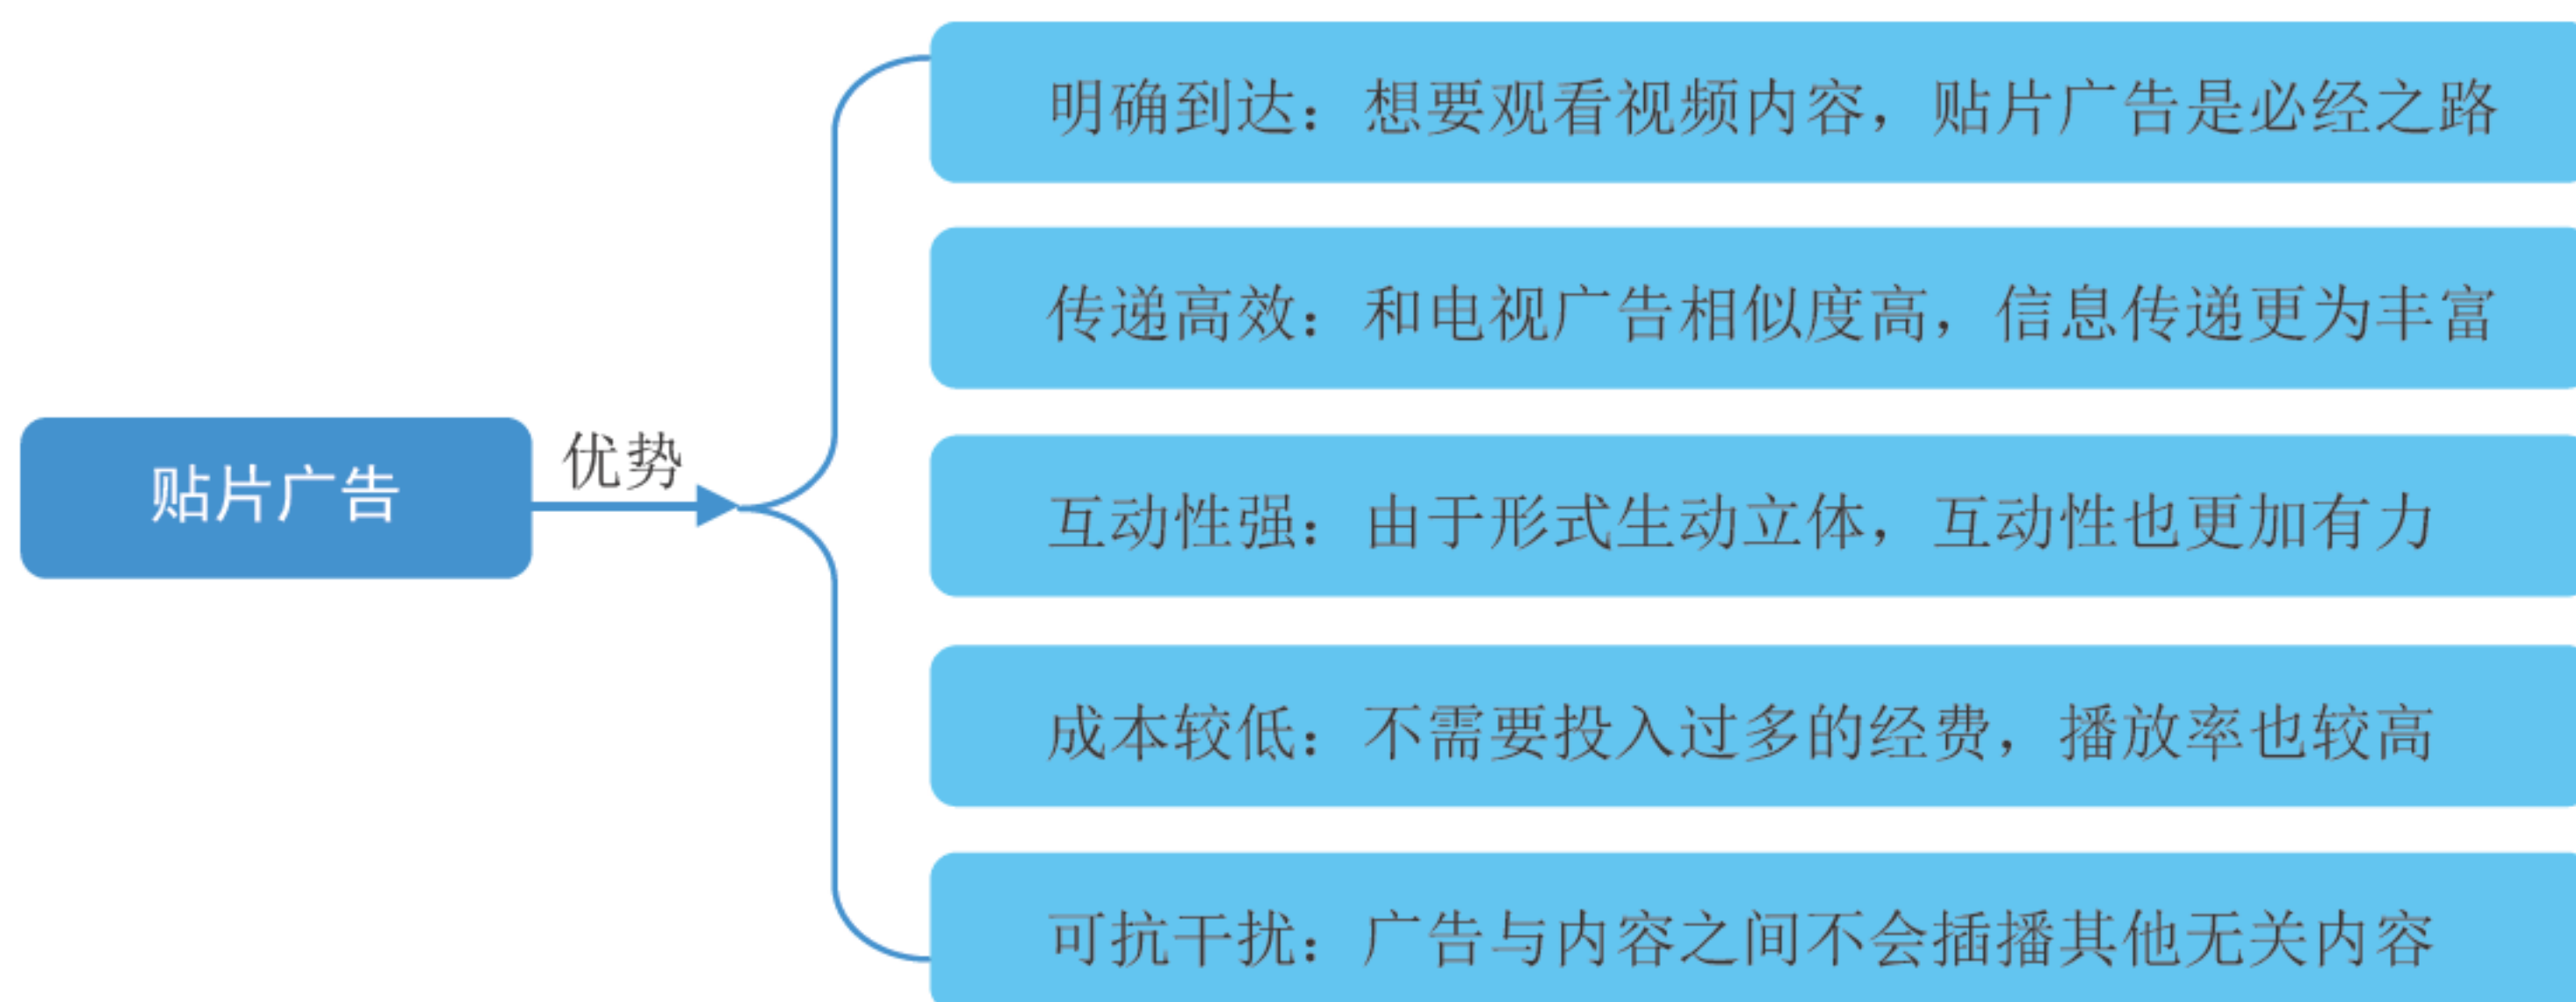 贴片广告
优势
明确到达：想要观看视频内容，贴片广告是必经之路
传递高效：和电视广告相似度高，信息传递更为丰富
互动性强：由于形式生动立体，互动性也更加有力
成本较低：不需要投入过多的经费，播放率也较高
可抗干扰：广告与内容之间不会插播其他无关内容